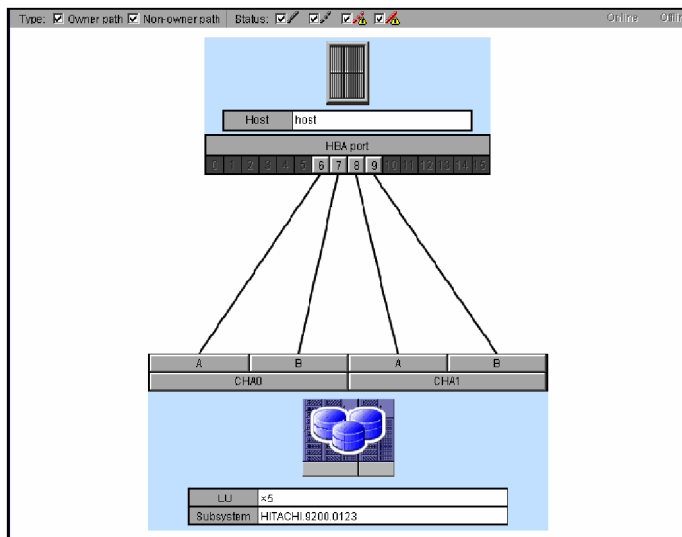 Type: Owner path Non-owner path Status: Online
Host host
HBA port
0 1 2 3 4 5 6 7 8 9 10 11 12 13 14 15
A B A B
CHA0 CHA1
LU ×5
Subsystem HITACHI.9200.0123